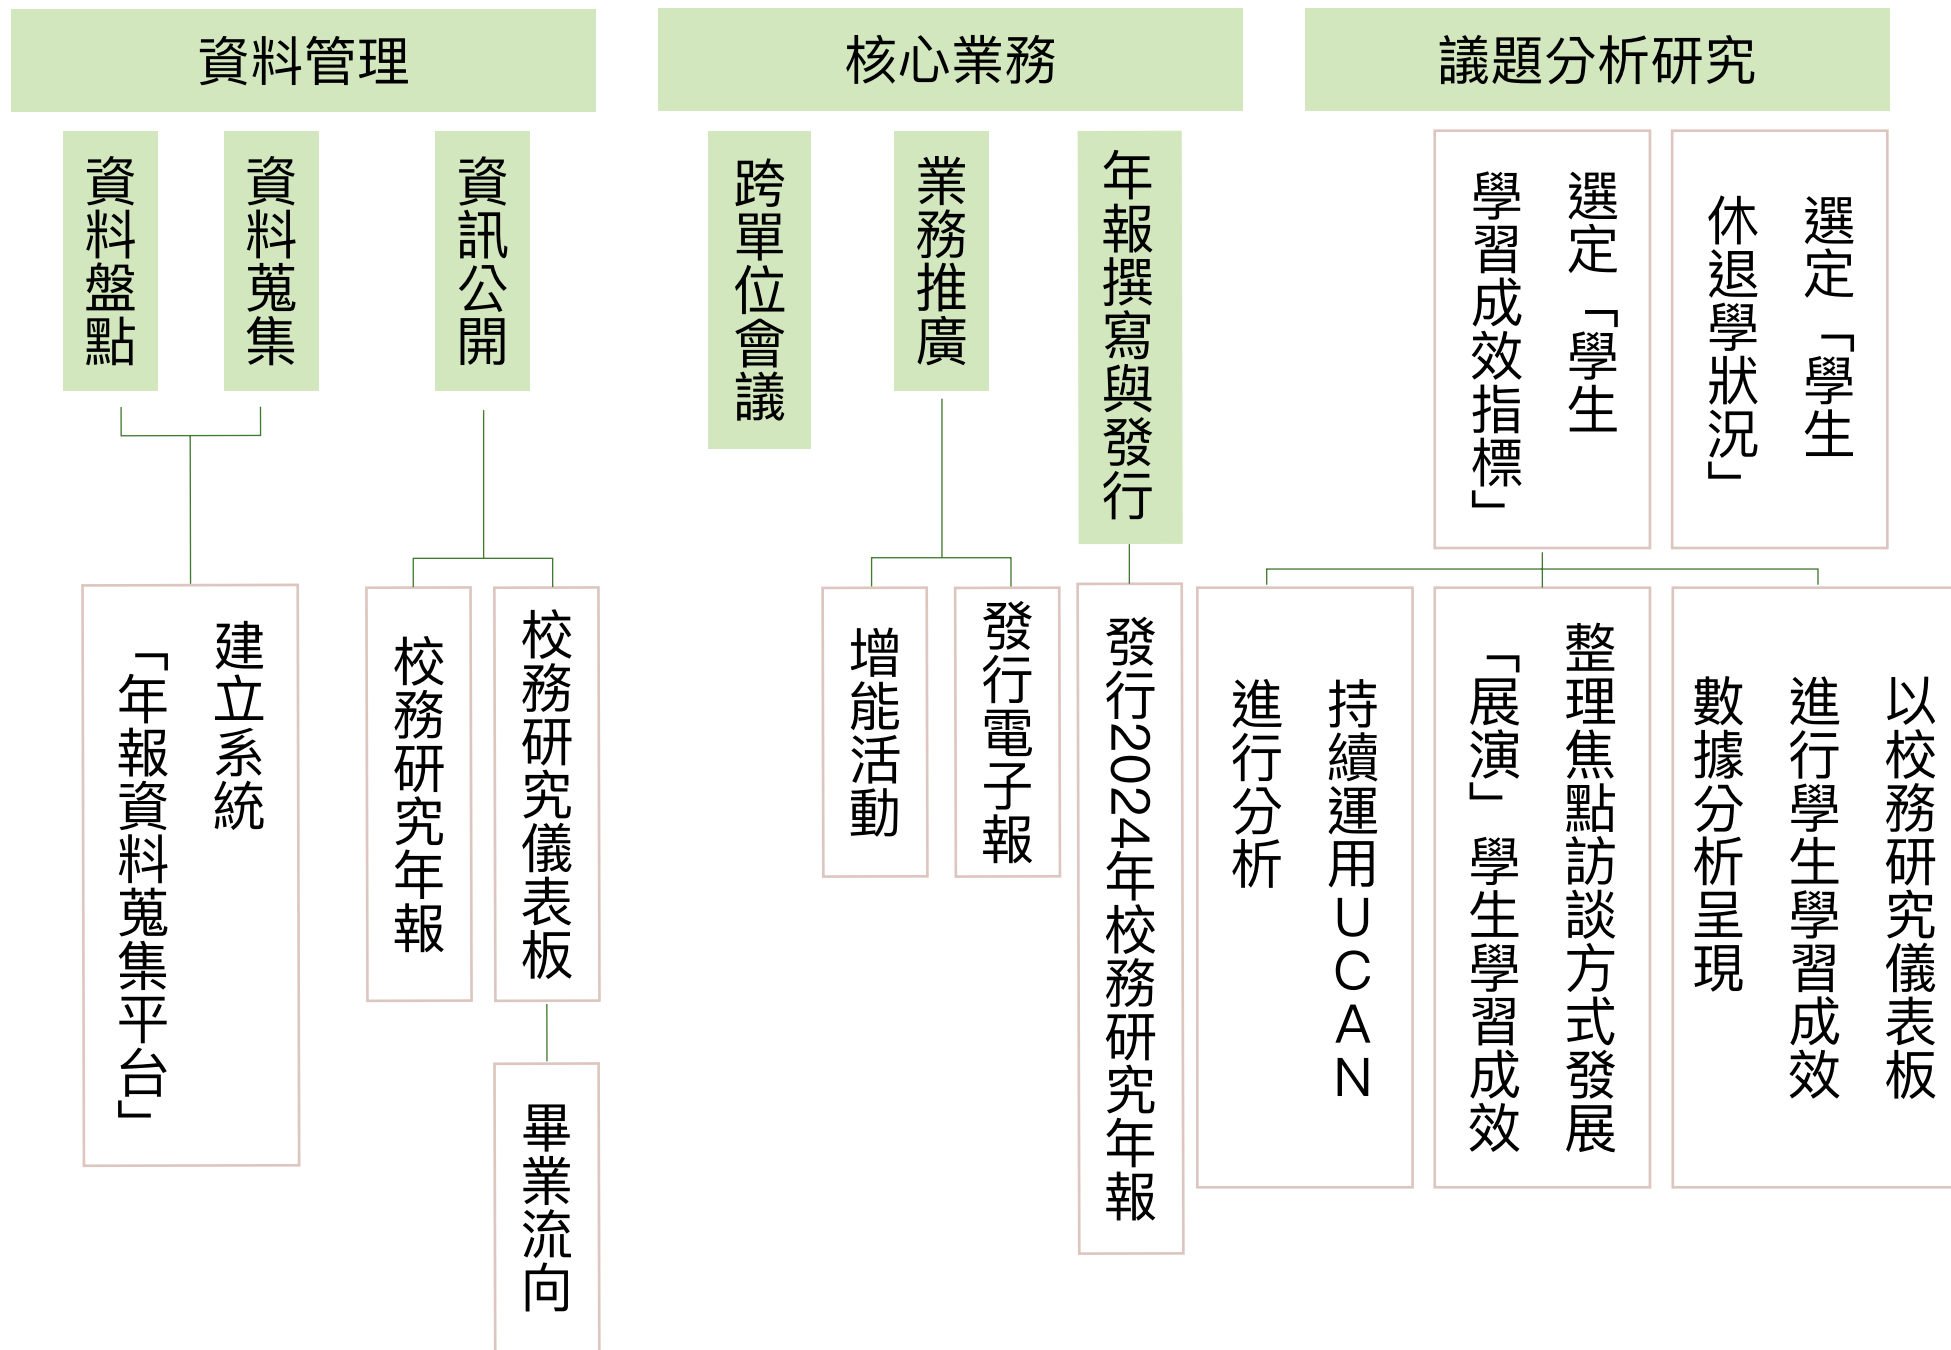 資料管理
資料盤點
資料蒐集
資訊公開
建立系統
「年報資料蒐集平台」
校務研究年報
校務研究儀表板
畢業流向
核心業務
跨單位會議
業務推廣
年報撰寫與發行
增能活動
發行電子報
發行2024年校務研究年報
議題分析研究
選定「學生
學習成效指標」
選定「學生
休退學狀況」
持續運用UCAN
進行分析
整理焦點訪談方式發展
「展演」學生學習成效
以校務研究儀表板
進行學生學習成效
數據分析呈現